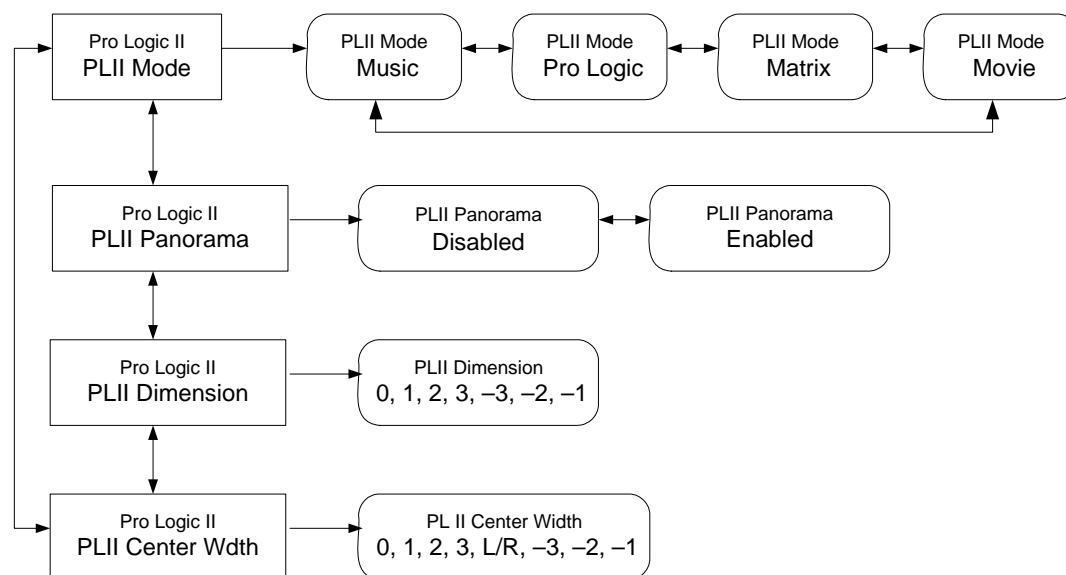 Pro Logic II
PLII Mode
PLII Mode
Music
PLII Mode
Pro Logic
PLII Mode
Matrix
PLII Mode
Movie
Pro Logic II
PLII Panorama
PLII Panorama
Disabled
PLII Panorama
Enabled
Pro Logic II
PLII Dimension
PLII Dimension
0, 1, 2, 3, –3, –2, –1
Pro Logic II
PLII Center Wdth
PL II Center Width
0, 1, 2, 3, L/R, –3, –2, –1